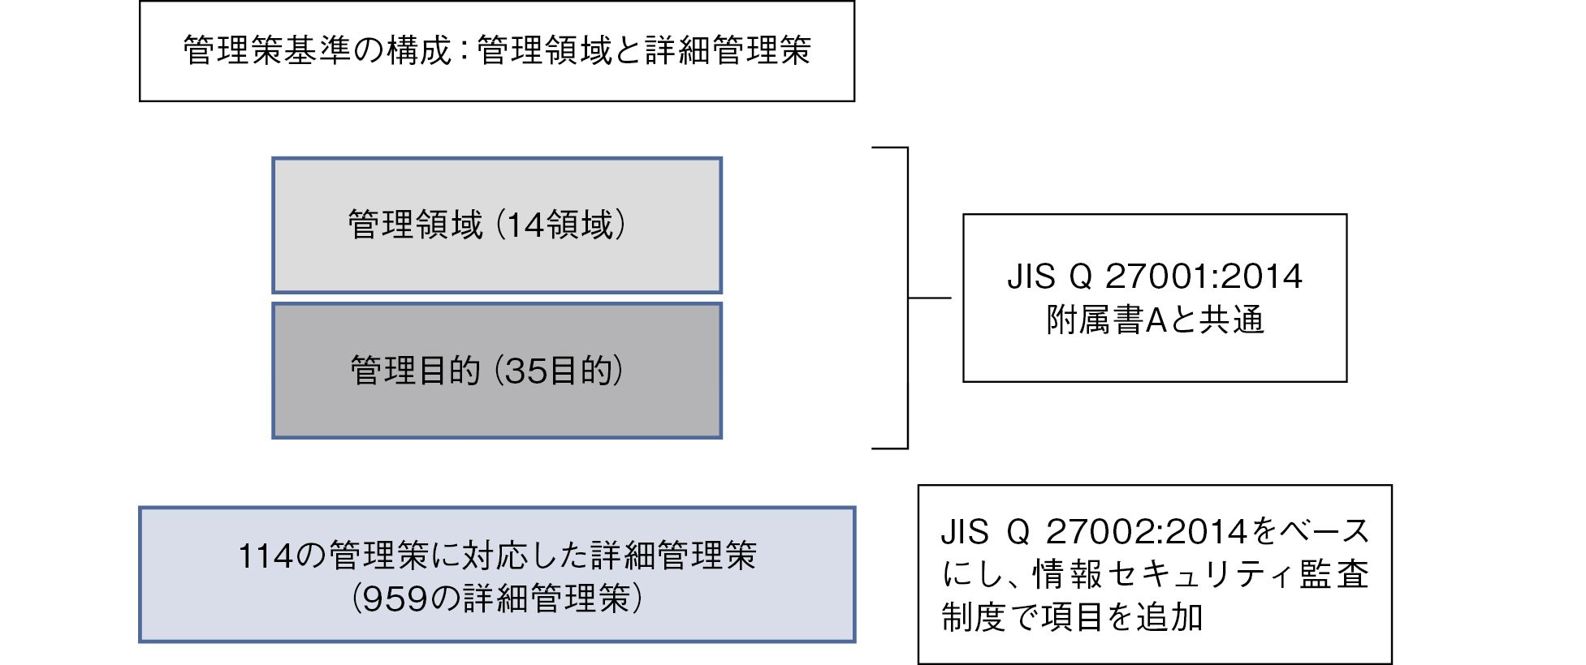 管理策基準の構成：管理領域と詳細管理策
管理領域（14領域）
管理目的（35目的）
JIS Q 27001:2014
附属書Aと共通
114の管理策に対応した詳細管理策
（959の詳細管理策）
JIS Q 27002:2014をベース
にし、情報セキュリティ監査
制度で項目を追加